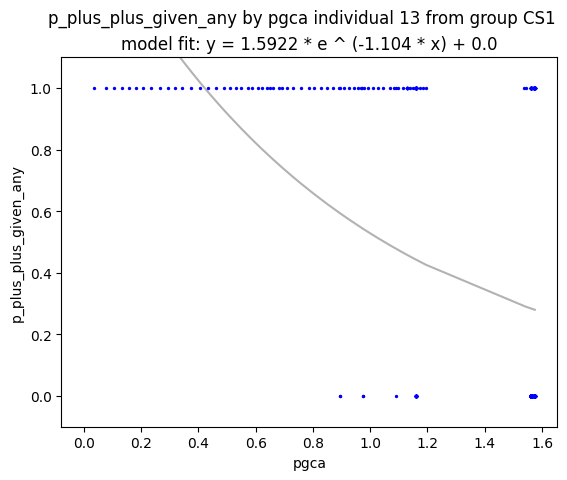 p_plus_plus_given_any by pgca individual 13 from group CS1
model fit: y = 1.5922 * e ^ (-1.104 * x) + 0.0
1.0
0.8
0.6
0.4
0.2
0.0
p_plus_plus_given_any
0.0 0.2 0.4 0.6 0.8 1.0 1.2 1.4 1.6
pgca